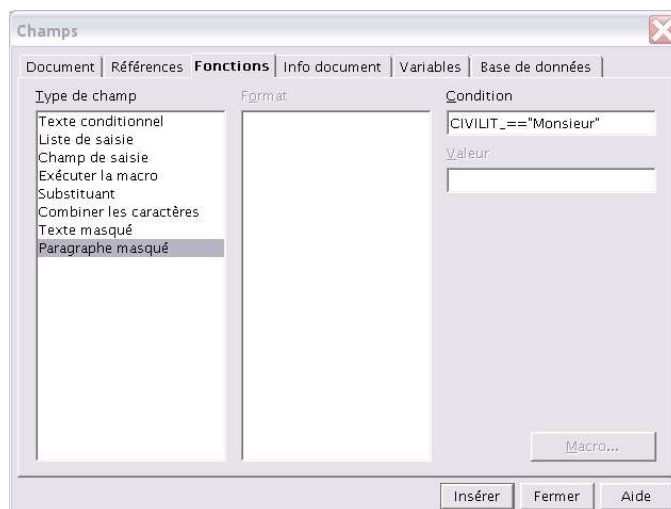 Champs
Document Références Fonctions Info document Variables Base de données
Type de champ
Texte conditionnel
Liste de saisie
Champ de saisie
Exécuter la macro
Substituant
Combiner les caractères
Texte masqué
Paragraphe masqué
Format
Condition
CIVILIT_=="Monsieur"
Valeur
Macro...
Insérer Fermer Aide